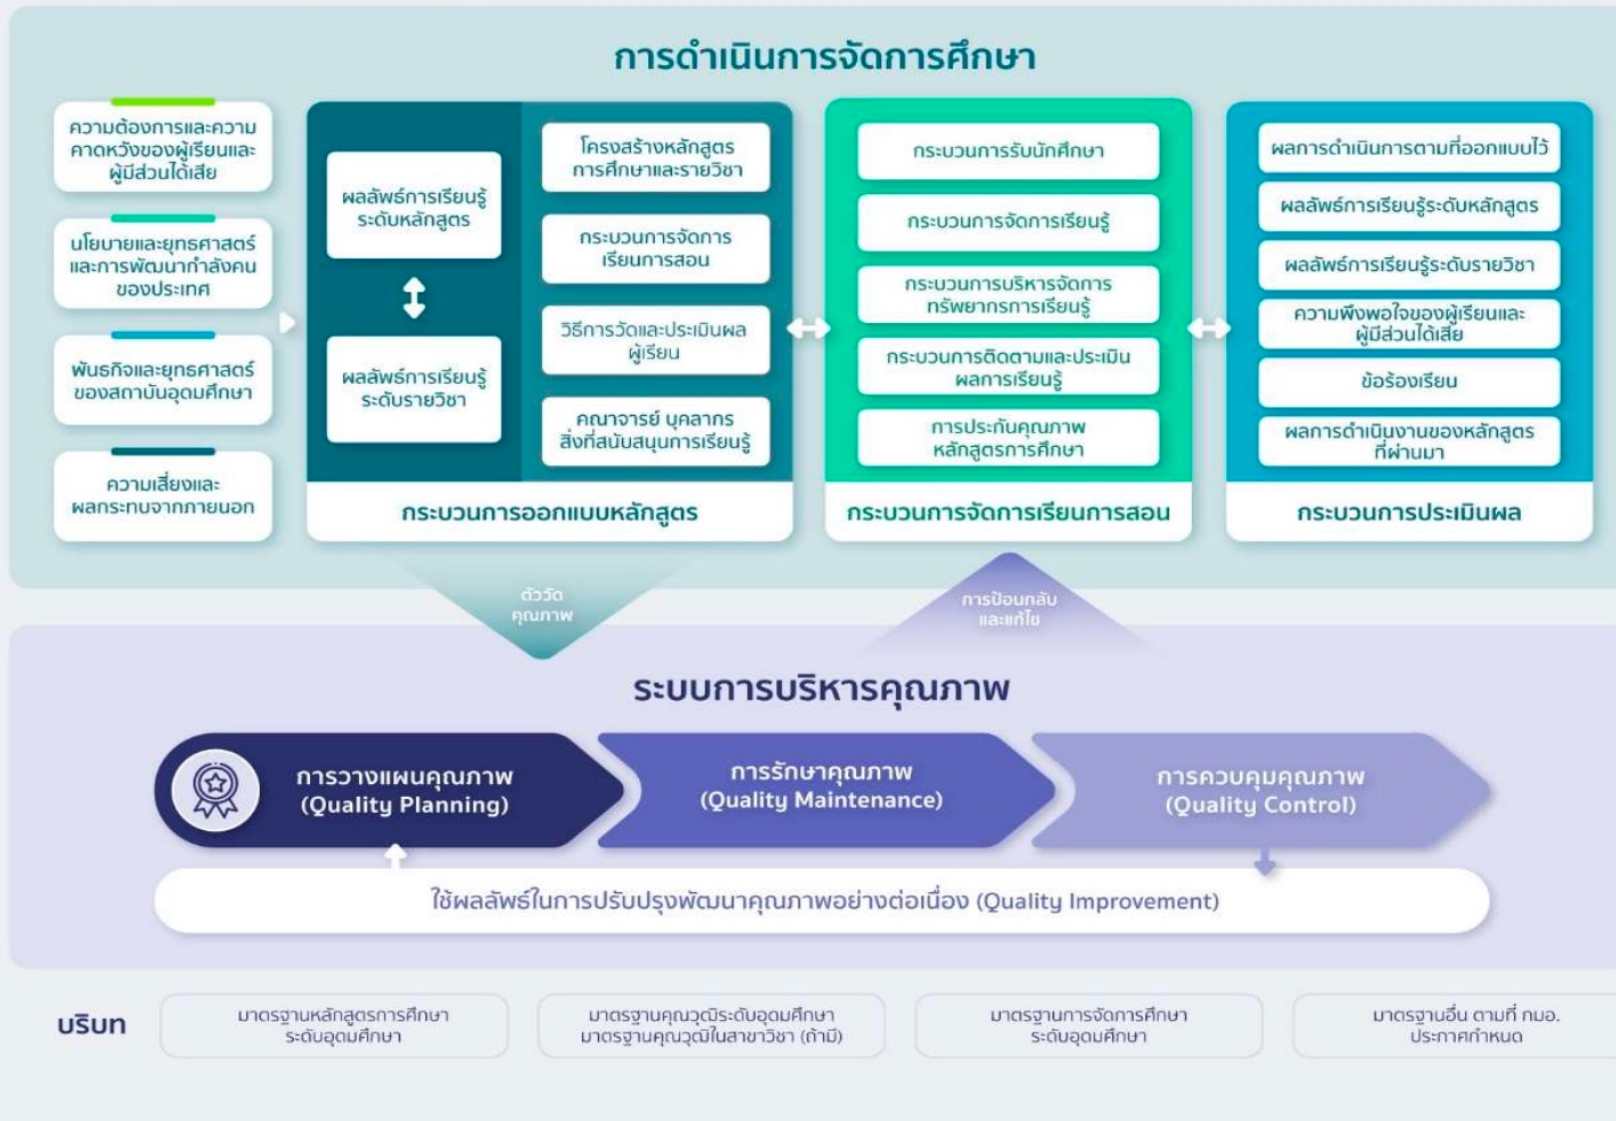 การดำเนินการจัดการศึกษา
ความต้องการและความ
คาดหวังของผู้เรียนและ
ผู้มีส่วนได้เสีย
นโยบายและยุทธศาสตร์
และการพัฒนากำลังคน
ของประเทศ
พันธกิจและยุทธศาสตร์
ของสถาบันอุดมศึกษา
ความเสี่ยงและ
ผลกระทบจากภายนอก
ผลลัพธ์การเรียนรู้
ระดับหลักสูตร
ผลลัพธ์การเรียนรู้
ระดับรายวิชา
โครงสร้างหลักสูตร
การศึกษาและรายวิชา
กระบวนการจัดการ
เรียนการสอน
วิธีการวัดและประเมินผล
ผู้เรียน
คณาจารย์ บุคลากร
สิ่งที่สนับสนุนการเรียนรู้
กระบวนการออกแบบหลักสูตร
กระบวนการรับนักศึกษา
กระบวนการจัดการเรียนรู้
กระบวนการบริหารจัดการ
ทรัพยากรการเรียนรู้
กระบวนการติดตามและประเมิน
ผลการเรียนรู้
การประกันคุณภาพ
หลักสูตรการศึกษา
กระบวนการจัดการเรียนการสอน
ผลการดำเนินการตามที่ออกแบบไว้
ผลลัพธ์การเรียนรู้ระดับหลักสูตร
ผลลัพธ์การเรียนรู้ระดับรายวิชา
ความพึงพอใจของผู้เรียนและ
ผู้มีส่วนได้เสีย
ข้อร้องเรียน
ผลการดำเนินงานของหลักสูตร
ที่ผ่านมา
กระบวนการประเมินผล
ตัววัด
คุณภาพ
การป้อนกลับ
และแก้ไข
ระบบการบริหารคุณภาพ
การวางแผนคุณภาพ
(Quality Planning)
การรักษาคุณภาพ
(Quality Maintenance)
การควบคุมคุณภาพ
(Quality Control)
ใช้ผลลัพธ์ในการปรับปรุงพัฒนาคุณภาพอย่างต่อเนื่อง (Quality Improvement)
บริบท
มาตรฐานหลักสูตรการศึกษา
ระดับอุดมศึกษา
มาตรฐานคุณวุฒิระดับอุดมศึกษา
มาตรฐานคุณวุฒิในสาขาวิชา (ถ้ามี)
มาตรฐานการจัดการศึกษา
ระดับอุดมศึกษา
มาตรฐานอื่น ตามที่ กมอ.
ประกาศกำหนด